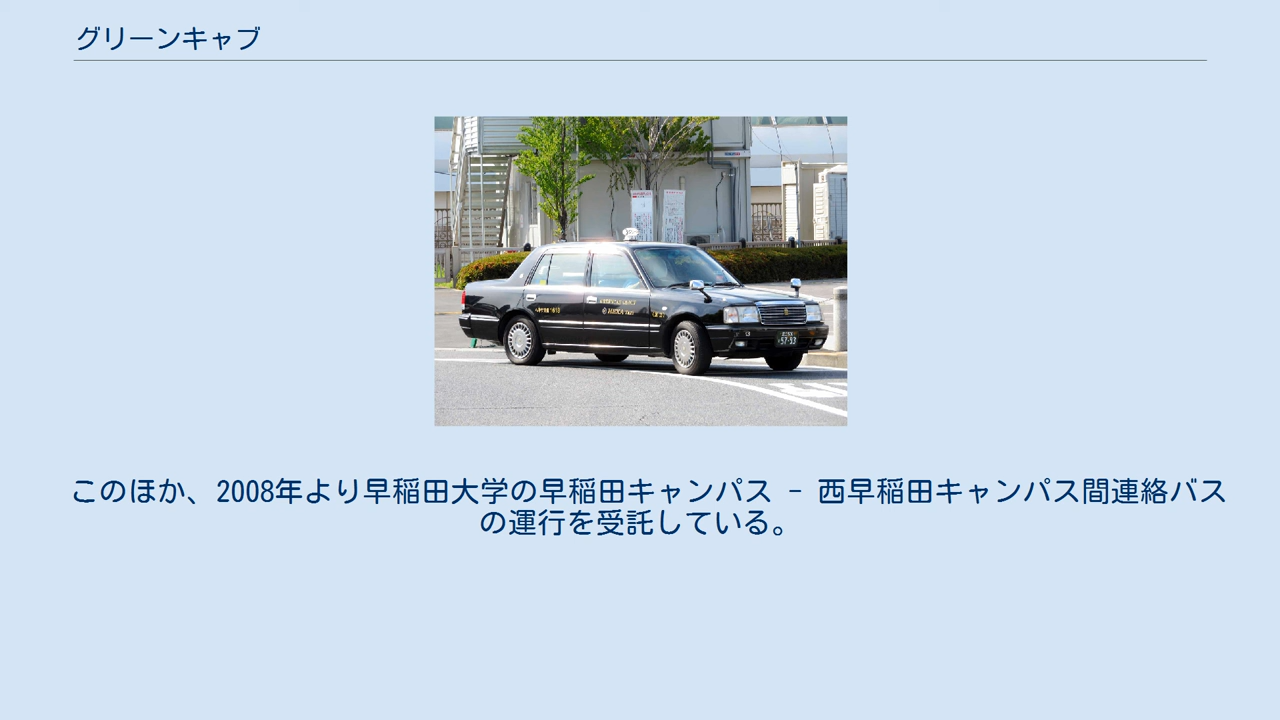 グリーンキャブ
57-93
このほか、2008年より早稲田大学の早稲田キャンパス - 西早稲田キャンパス間連絡バス
の運行を受託している。